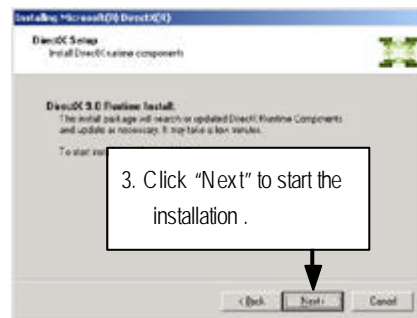 Installing Microsoft(R) DirectX(R)
DirectX Setup
Install DirectX runtime components
DirectX 9.0 Runtime Install:
The install package will search or updated DirectX Runtime Components
and update as necessary. It may take a few minutes.
To start
3. Click “Next” to start the
installation .
< Back
Next >
Cancel